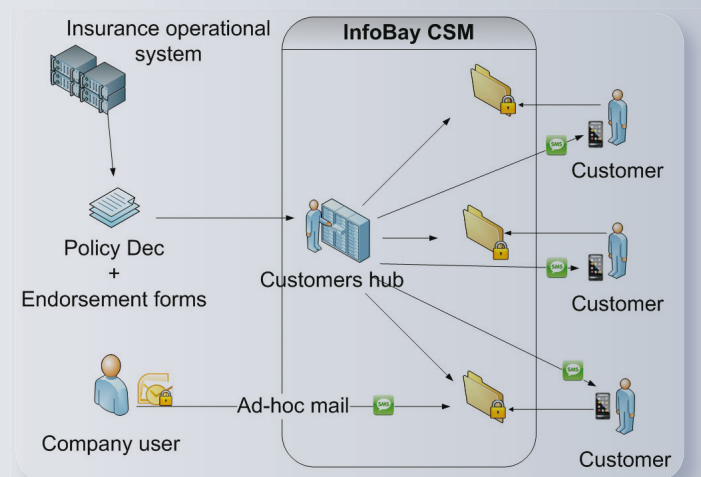 Insurance operational
system
InfoBay CSM
Policy Dec
+
Endorsement forms
Customers hub
SMS
Customer
SMS
Customer
SMS
Customer
Company user
Ad-hoc mail
SMS